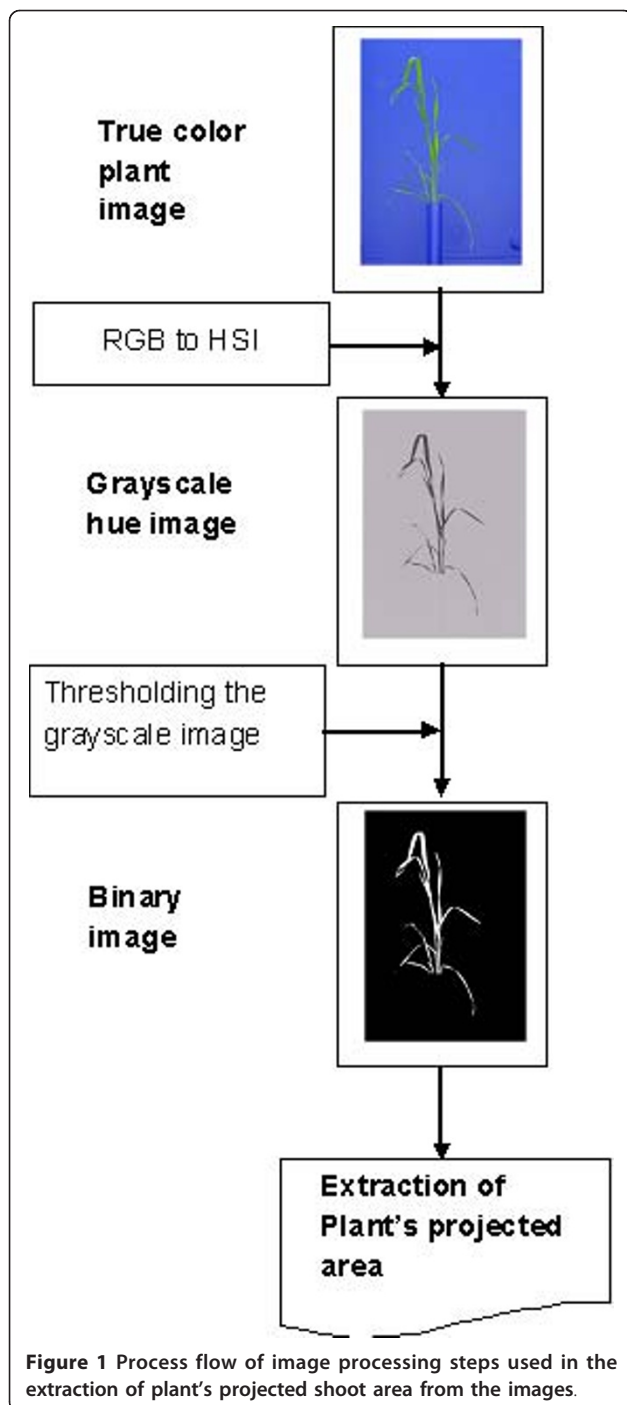 True color
plant
image
RGB to HSI
Grayscale
hue image
Thresholding the
grayscale image
Binary
image
Extraction of
Plant's projected
area
Figure 1 Process flow of image processing steps used in the
extraction of plant's projected shoot area from the images.